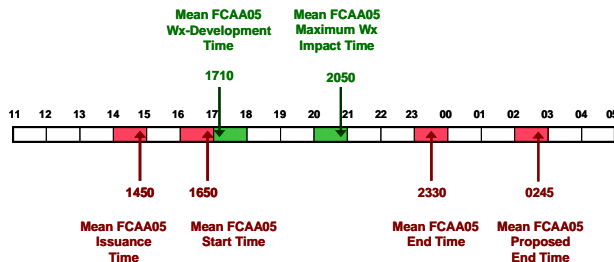 Mean FCAA05
Wx-Development
Time
Mean FCAA05
Maximum Wx
Impact Time
1710
2050
11 12 13 14 15 16 17 18 19 20 21 22 23 00 01 02 03 04 05
1450
1650
2330
0245
Mean FCAA05
Issuance
Time
Mean FCAA05
Start Time
Mean FCAA05
End Time
Mean FCAA05
Proposed
End Time